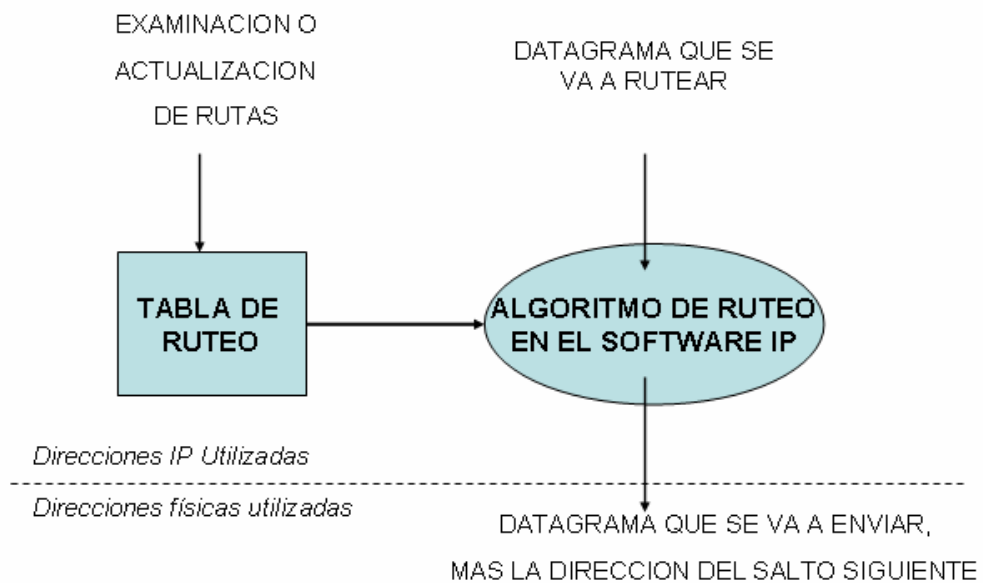 EXAMINACION O
ACTUALIZACION
DE RUTAS
DATAGRAMA QUE SE
VA A RUTEAR
TABLA DE
RUTEO
ALGORITMO DE RUTEO
EN EL SOFTWARE IP
Direcciones IP Utilizadas
Direcciones físicas utilizadas
DATAGRAMA QUE SE VA A ENVIAR,
MAS LA DIRECCION DEL SALTO SIGUIENTE